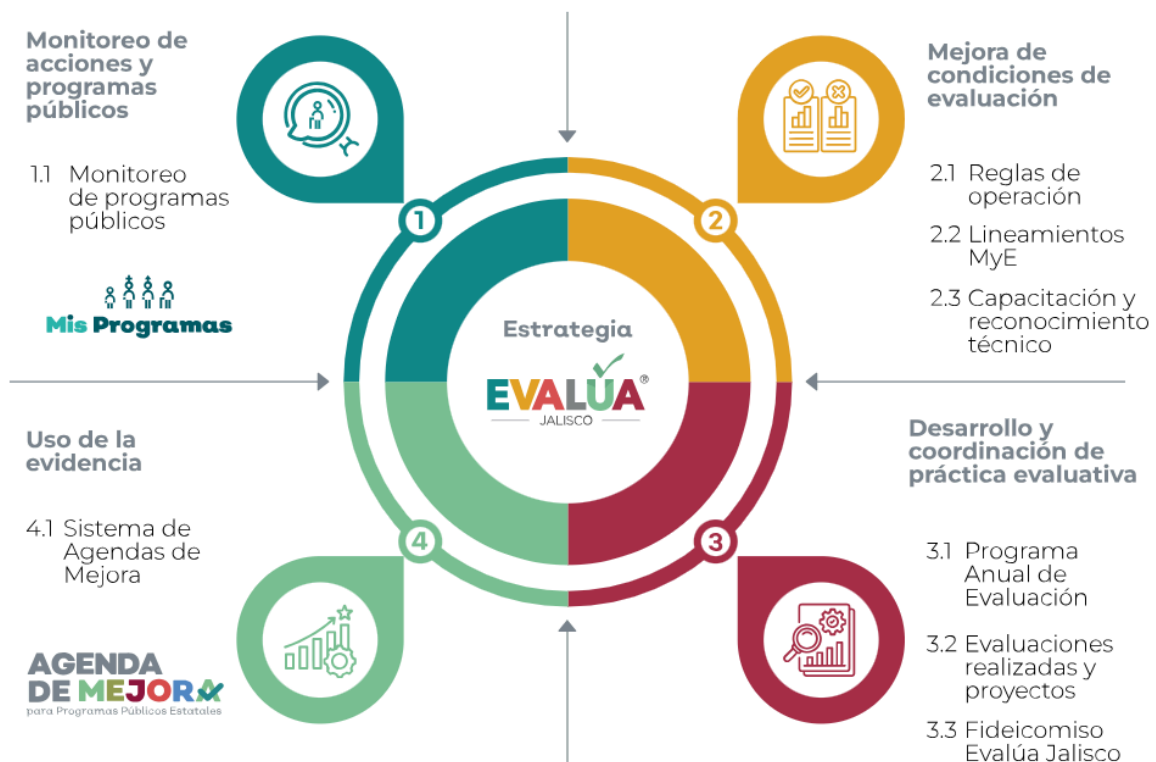 Monitoreo de
acciones y
programas
públicos
1.1 Monitoreo
de programas
públicos
Mis Programas
1
Mejora de
condiciones de
evaluación
2.1 Reglas de
operación
2.2 Lineamientos
MyE
2.3 Capacitación y
reconocimiento
técnico
2
Estrategia
EVALÚA®
JALISCO
Uso de la
evidencia
4.1 Sistema de
Agendas de
Mejora
AGENDA
DE MEJORA
para Programas Públicos Estatales
4
Desarrollo y
coordinación de
práctica evaluativa
3.1 Programa
Anual de
Evaluación
3.2 Evaluaciones
realizadas y
proyectos
3.3 Fideicomiso
Evalúa Jalisco
3